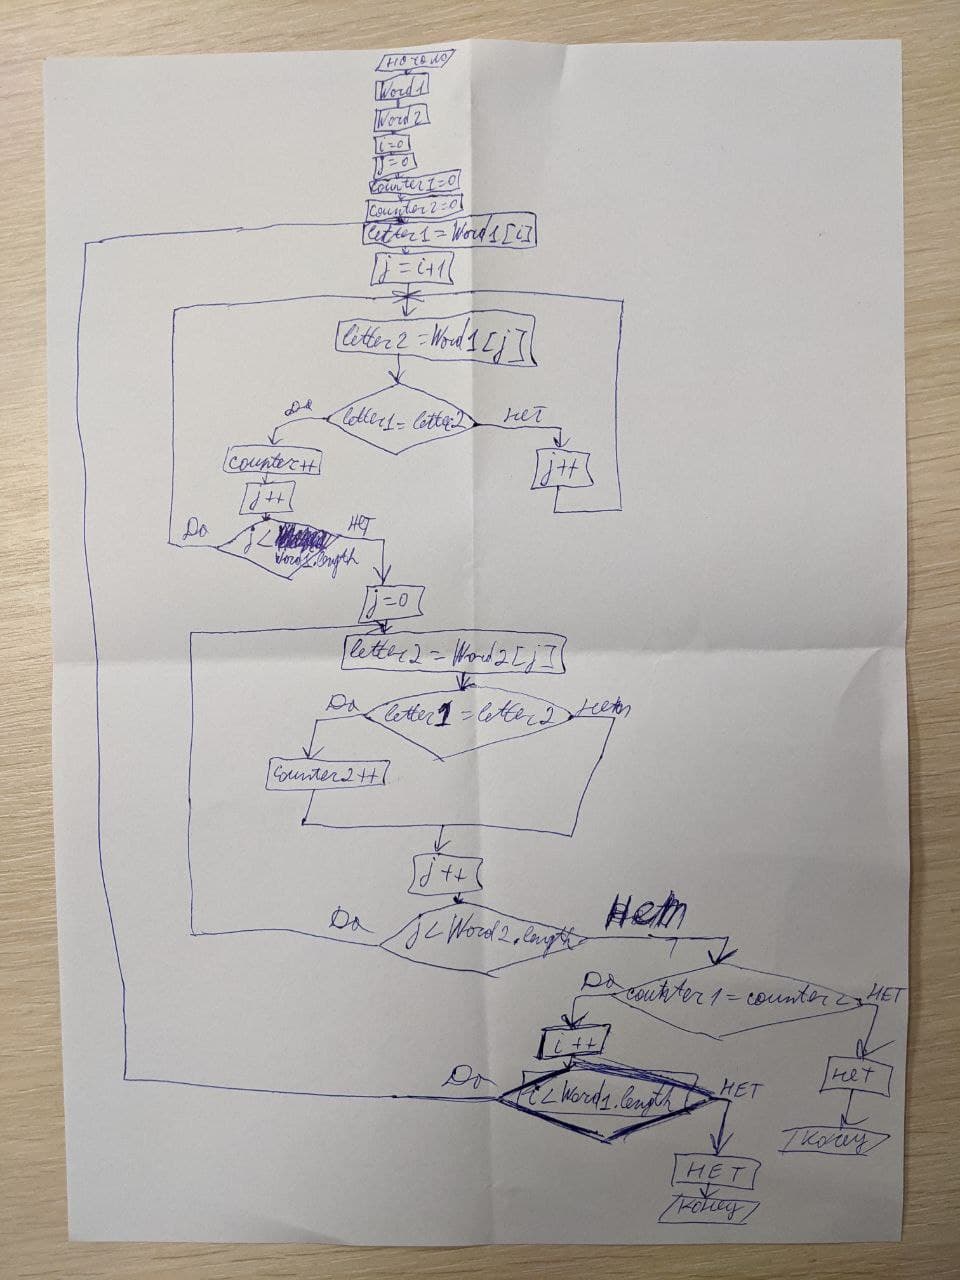 начало
Word1
Word2
i=0
j=0
counter1=0
counter2=0
letter1=Word1[i]
j=i+1
letter2=Word1[j]
Да letter1=letter2 нет
counter++
j++
j++
Да j< Word1.length нет
j=0
letter2=Word2[j]
Да letter1=letter2 нет
counter2++
j++
Да j<Word2.length нет
Да counter1=counter2 НЕТ
i++
нет
Да i<Word1.length НЕТ
конец
НЕТ
конец